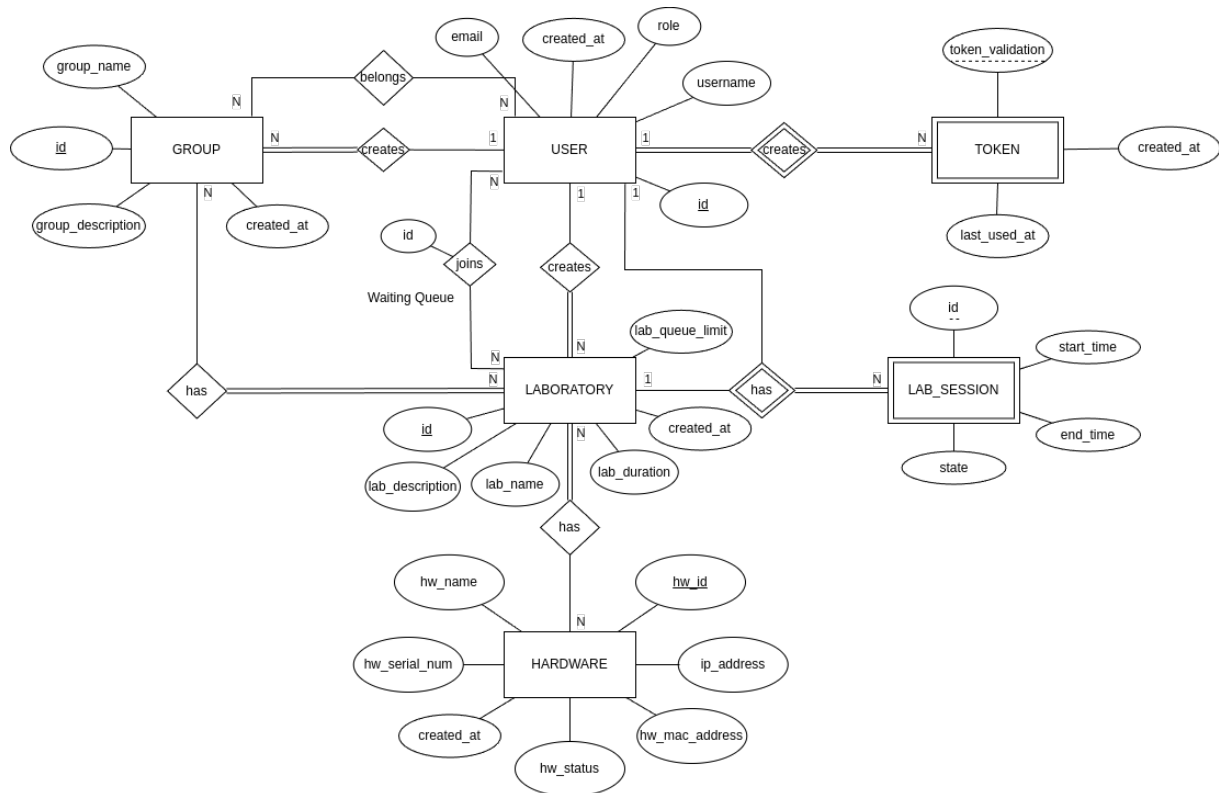 role
email
created_at
token_validation
group_name
username
belongs
N
N
GROUP
N
creates
1
USER
1
creates
N
TOKEN
created_at
id
N
N
1
1
id
group_description
created_at
id
joins
creates
last_used_at
Waiting Queue
id
lab_queue_limit
start_time
N
N
has
N
LABORATORY
1
has
N
LAB_SESSION
id
created_at
end_time
N
lab_description
lab_name
lab_duration
state
has
hw_name
hw_id
N
hw_serial_num
HARDWARE
ip_address
created_at
hw_mac_address
hw_status